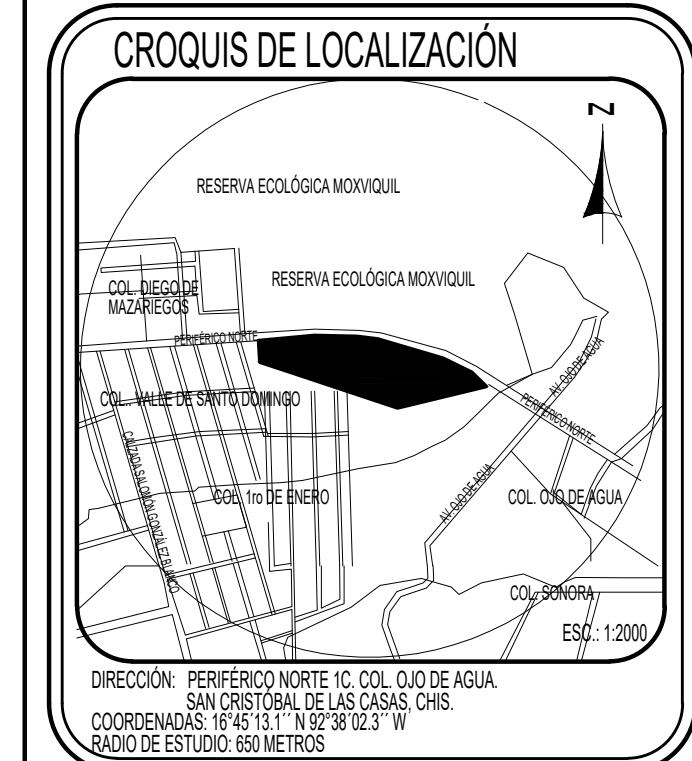 CROQUIS DE LOCALIZACIÓN
N
RESERVA ECOLÓGICA MOXVIQUIL
RESERVA ECOLÓGICA MOXVIQUIL
COL. DIEGO DE
MAZARIEGOS
PERIFÉRICO NORTE
COL.. VALLE DE SANTO DOMINGO
CALZADA SALOMÓN GONZÁLEZ BLANCO
COL. 1ro DE ENERO
AV. OJO DE AGUA
PERIFÉRICO NORTE
AV. OJO DE AGUA
COL. OJO DE AGUA
COL. SONORA
ESC.: 1:2000
DIRECCIÓN: PERIFÉRICO NORTE 1C. COL. OJO DE AGUA.
SAN CRISTÓBAL DE LAS CASAS, CHIS.
COORDENADAS: 16°45´13.1´´ N 92°38´02.3´´ W
RADIO DE ESTUDIO: 650 METROS